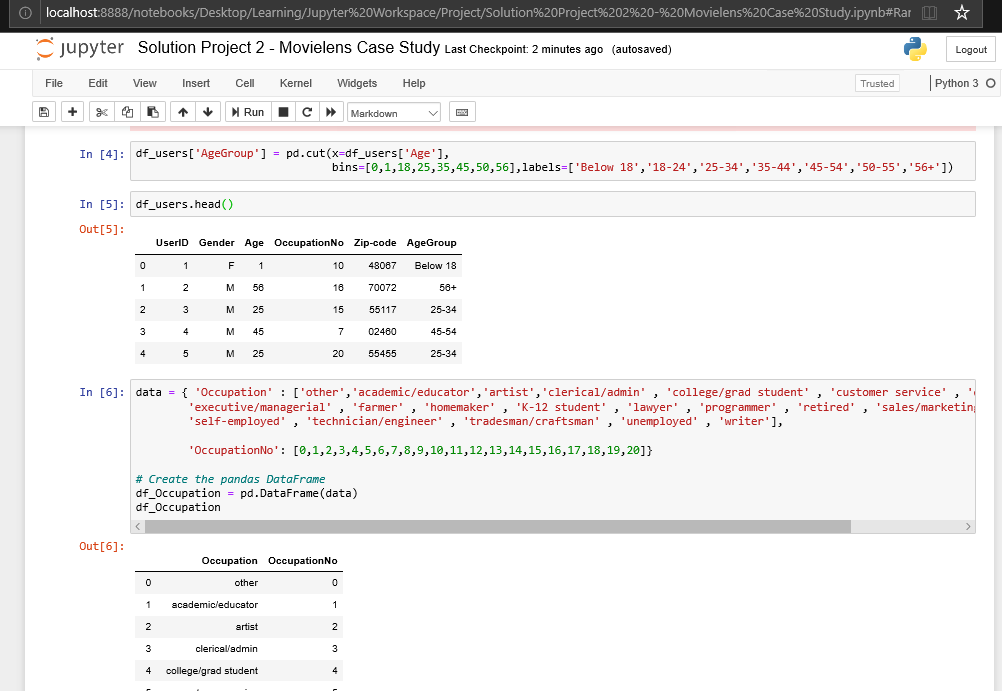 localhost:8888/notebooks/Desktop/Learning/Jupyter%20Workspace/Project/Solution%20Project%202%20-%20Movielens%20Case%20Study.ipynb#Rar
jupyter Solution Project 2 - Movielens Case Study Last Checkpoint: 2 minutes ago (autosaved)
Logout
File Edit View Insert Cell Kernel Widgets Help
Trusted Python 3
Run Markdown
In [4]: df_users['AgeGroup'] = pd.cut(x=df_users['Age'],
bins=[0,1,18,25,35,45,50,56],labels=['Below 18','18-24','25-34','35-44','45-54','50-55','56+'])
In [5]: df_users.head()
Out[5]:
UserID Gender Age OccupationNo Zip-code AgeGroup
0 1 F 1 10 48067 Below 18
1 2 M 56 16 70072 56+
2 3 M 25 15 55117 25-34
3 4 M 45 7 02460 45-54
4 5 M 25 20 55455 25-34
In [6]: data = { 'Occupation' : ['other','academic/educator','artist','clerical/admin' , 'college/grad student' , 'customer service' ,
'executive/managerial' , 'farmer' , 'homemaker' , 'K-12 student' , 'lawyer' , 'programmer' , 'retired' , 'sales/marketing
'self-employed' , 'technician/engineer' , 'tradesman/craftsman' , 'unemployed' , 'writer'],
'OccupationNo': [0,1,2,3,4,5,6,7,8,9,10,11,12,13,14,15,16,17,18,19,20]}
# Create the pandas DataFrame
df_Occupation = pd.DataFrame(data)
df_Occupation
Out[6]:
Occupation OccupationNo
0 other 0
1 academic/educator 1
2 artist 2
3 clerical/admin 3
4 college/grad student 4